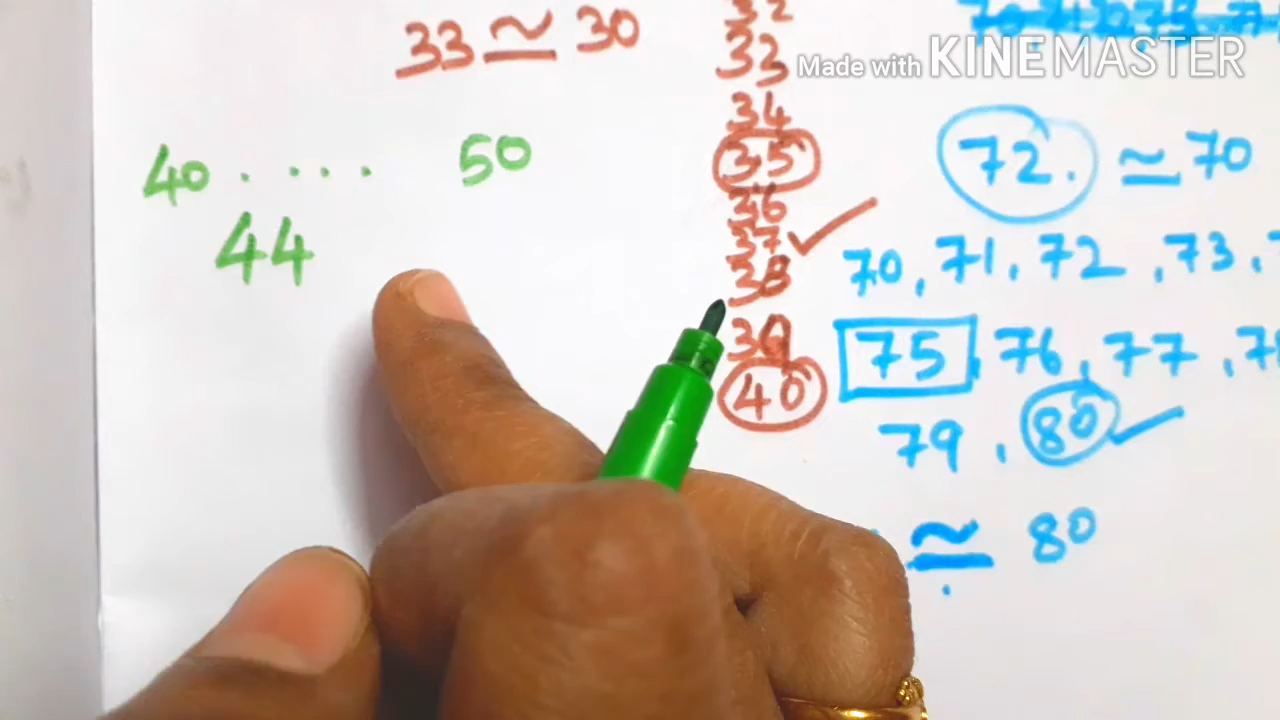 33 ≃ 30
40 . . . . . 50
44
32
33
34
35
36
37
38
39
40
Made with KINEMASTER
72. ≃ 70
70, 71, 72, 73,
75, 76, 77,
79, 80
≃ 80